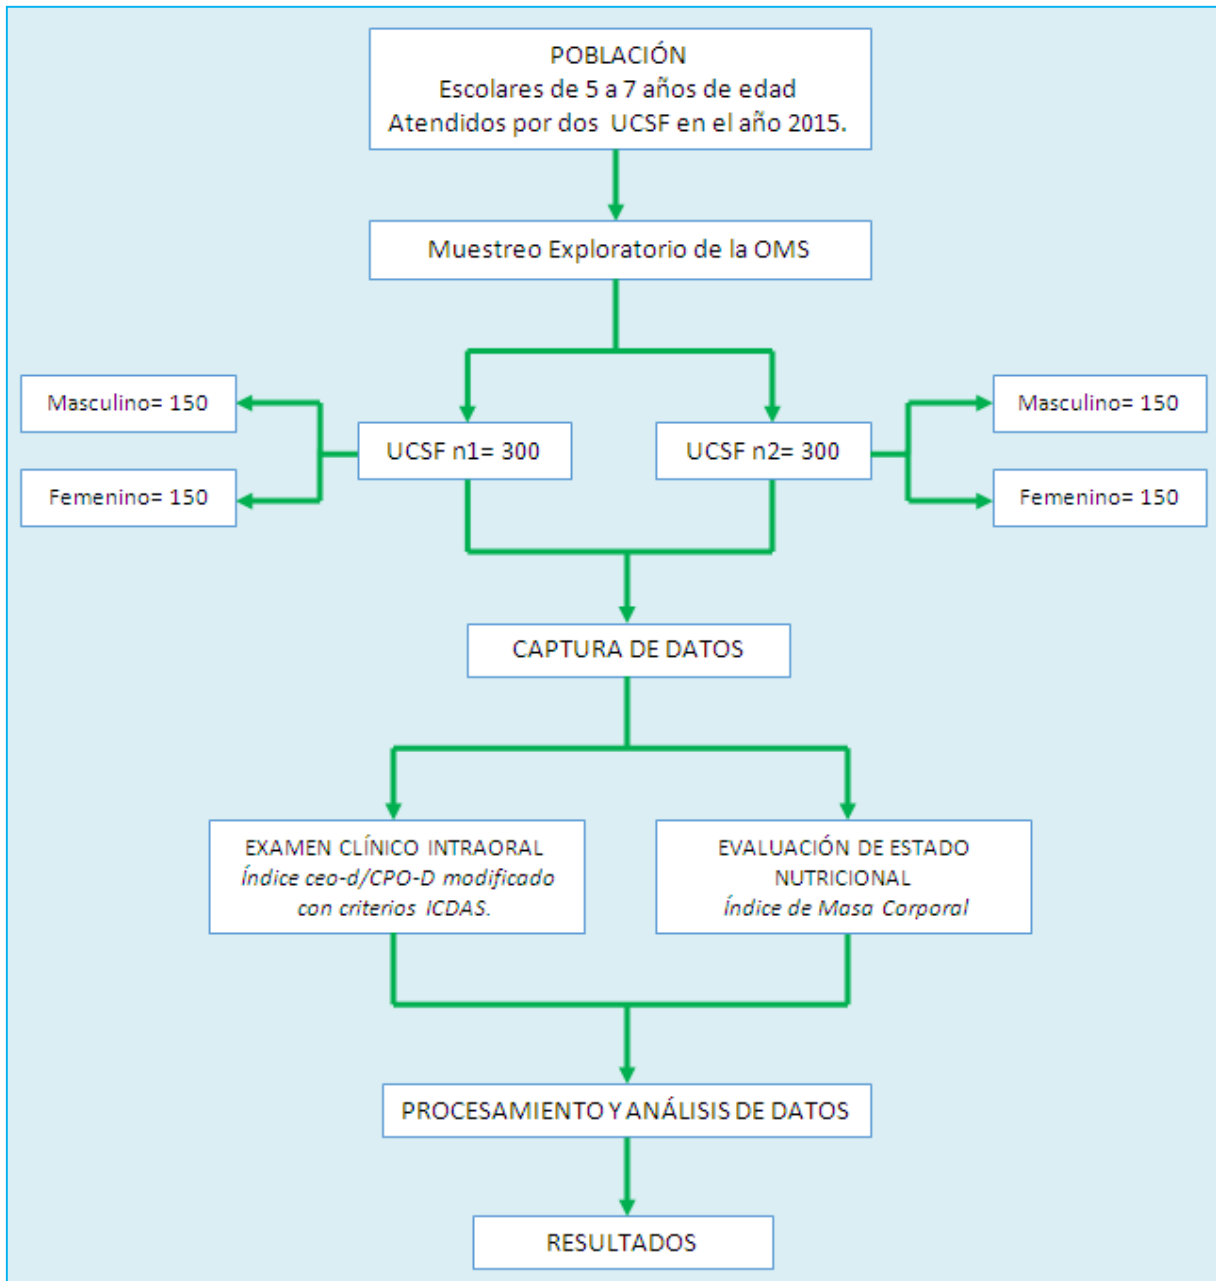 POBLACIÓN
Escolares de 5 a 7 años de edad
Atendidos por dos UCSF en el año 2015.
Muestreo Exploratorio de la OMS
Masculino= 150
Femenino= 150
UCSF n1= 300
UCSF n2= 300
Masculino= 150
Femenino= 150
CAPTURA DE DATOS
EXAMEN CLÍNICO INTRAORAL
Índice ceo-d/CPO-D modificado
con criterios ICDAS.
EVALUACIÓN DE ESTADO
NUTRICIONAL
Índice de Masa Corporal
PROCESAMIENTO Y ANÁLISIS DE DATOS
RESULTADOS